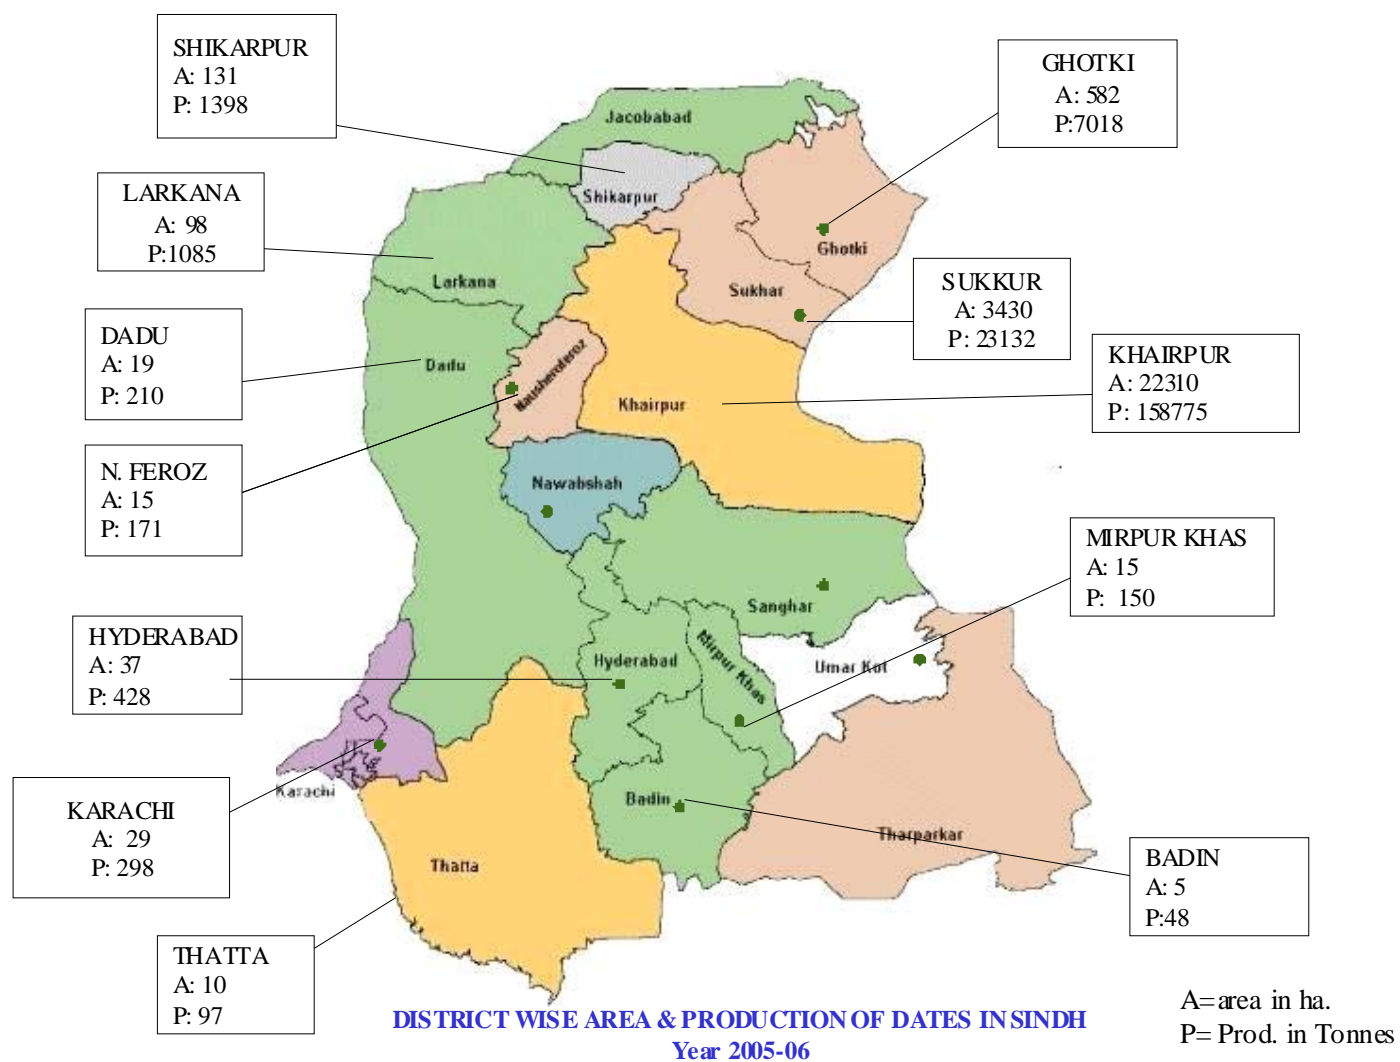 SHIKARPUR
A: 131
P: 1398
GHOTKI
A: 582
P:7018
LARKANA
A: 98
P:1085
SUKKUR
A: 3430
P: 23132
DADU
A: 19
P: 210
KHAIRPUR
A: 22310
P: 158775
N. FEROZ
A: 15
P: 171
MIRPUR KHAS
A: 15
P: 150
HYDERABAD
A: 37
P: 428
KARACHI
A: 29
P: 298
BADIN
A: 5
P:48
THATTA
A: 10
P: 97
Jacobabad
Shikarpur
Ghotki
Larkana
Sukhar
Dadu
Nausheroferoz
Khairpur
Nawabshah
Sanghar
Hyderabad
Mirpur Khas
Umar Kot
Karachi
Badin
Tharparkar
Thatta
DISTRICT WISE AREA & PRODUCTION OF DATES IN SINDH
Year 2005-06
A=area in ha.
P= Prod. in Tonnes